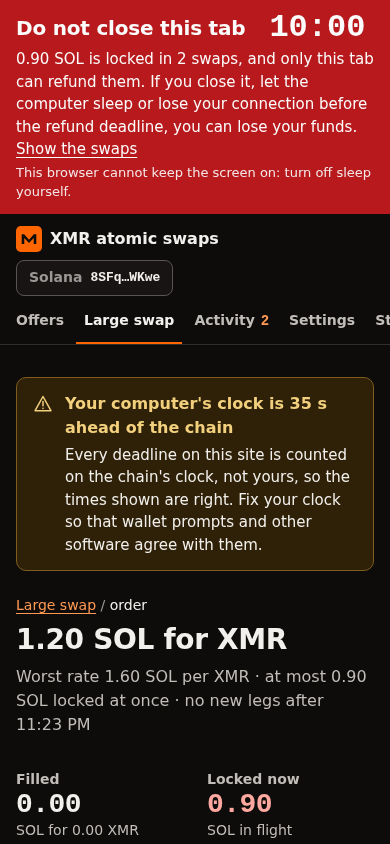 Do not close this tab 10:00
0.90 SOL is locked in 2 swaps, and only this tab
can refund them. If you close it, let the
computer sleep or lose your connection before
the refund deadline, you can lose your funds.
Show the swaps
This browser cannot keep the screen on: turn off sleep
yourself.
XMR atomic swaps
Solana 8SFq…WKwe
Offers Large swap Activity 2 Settings St
Your computer's clock is 35 s
ahead of the chain
Every deadline on this site is counted
on the chain's clock, not yours, so the
times shown are right. Fix your clock
so that wallet prompts and other
software agree with them.
Large swap / order
1.20 SOL for XMR
Worst rate 1.60 SOL per XMR · at most 0.90
SOL locked at once · no new legs after
11:23 PM
Filled Locked now
0.00 0.90
SOL for 0.00 XMR SOL in flight